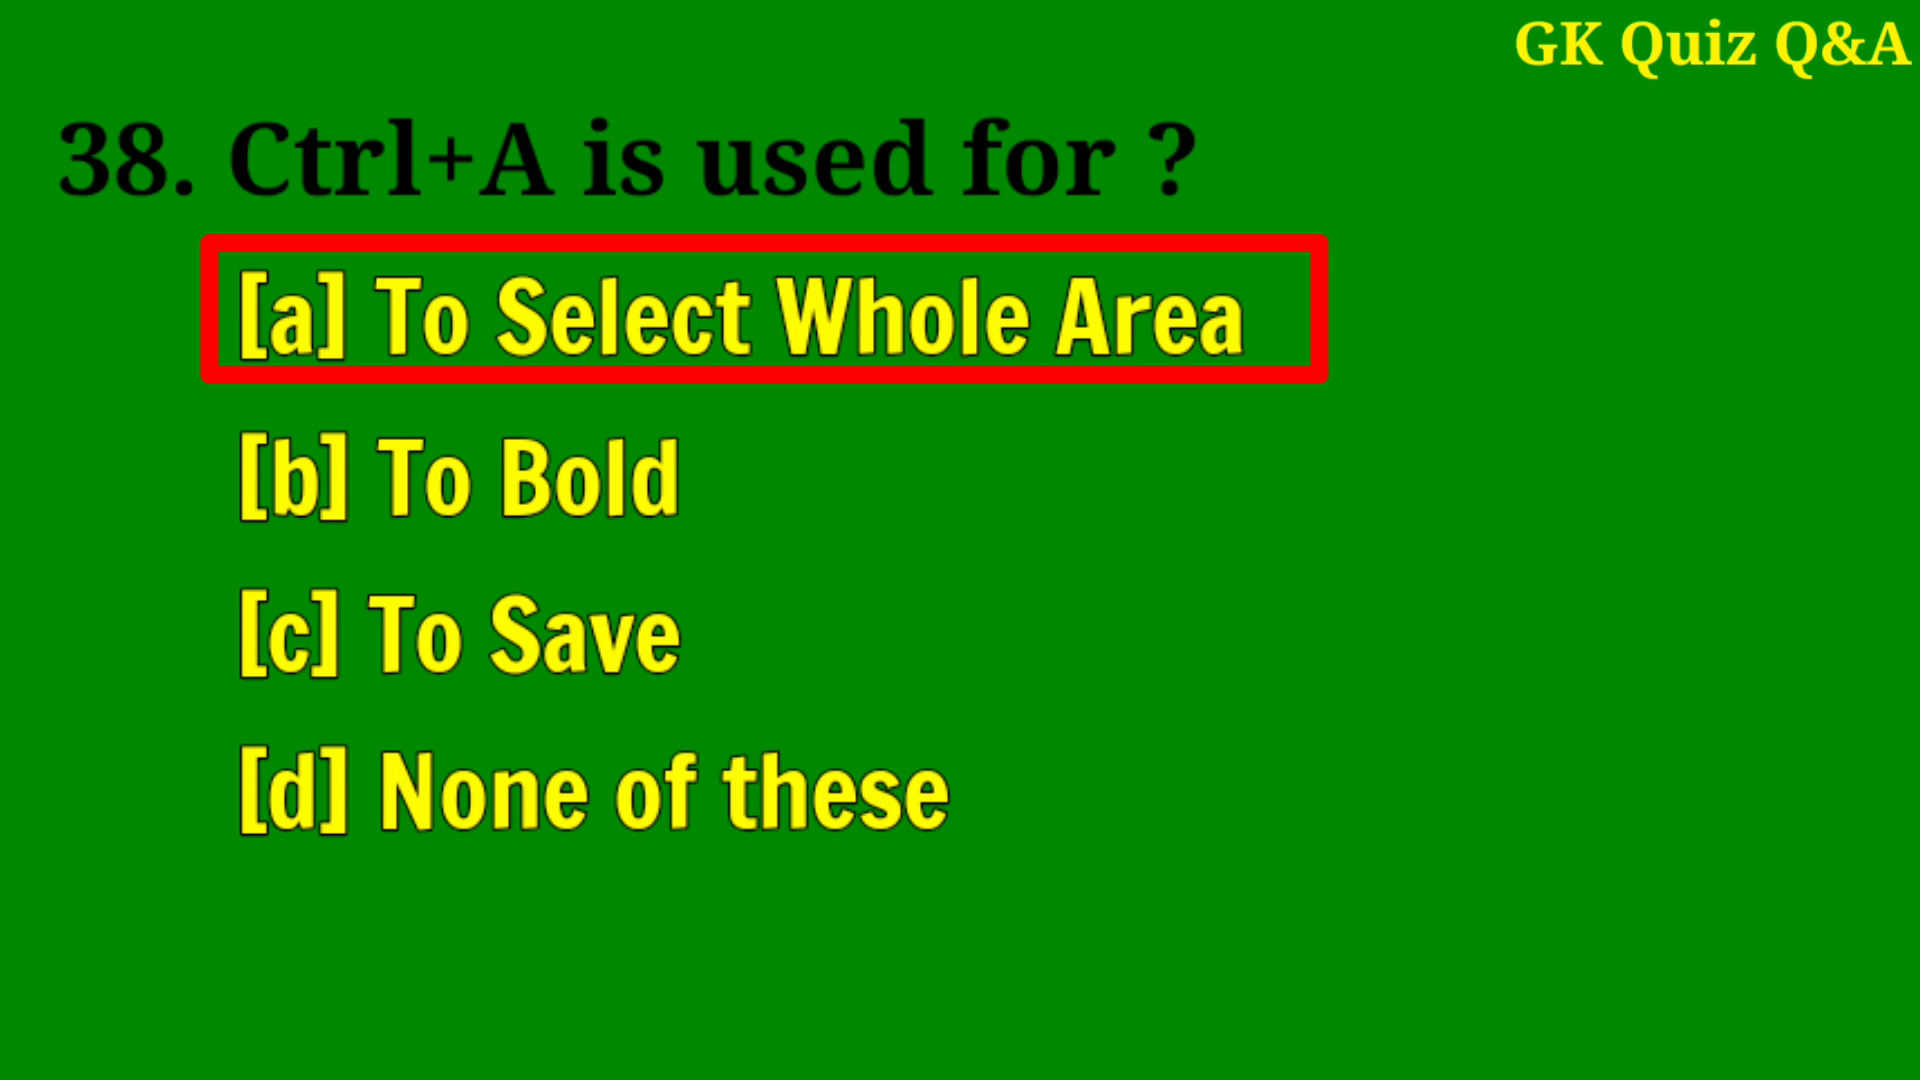 GK Quiz Q&A
38. Ctrl+A is used for ?
[a] To Select Whole Area
[b] To Bold
[c] To Save
[d] None of these